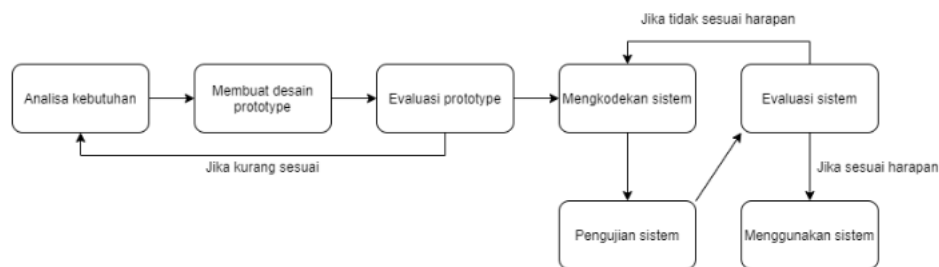 Jika tidak sesuai harapan
Analisa kebutuhan
Membuat desain
prototype
Evaluasi prototype
Mengkodekan sistem
Evaluasi sistem
Jika kurang sesuai
Jika sesuai harapan
Pengujian sistem
Menggunakan sistem